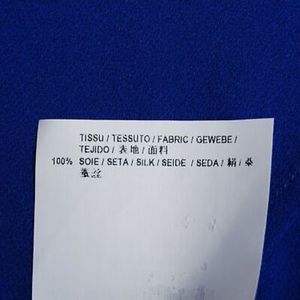 TISSU / TESSUTO / FABRIC / GEWEBE /
TEJIDO / 表地 / 面料
100% SOIE / SETA / SILK / SEIDE / SEDA / 絹 / 桑
蚕丝